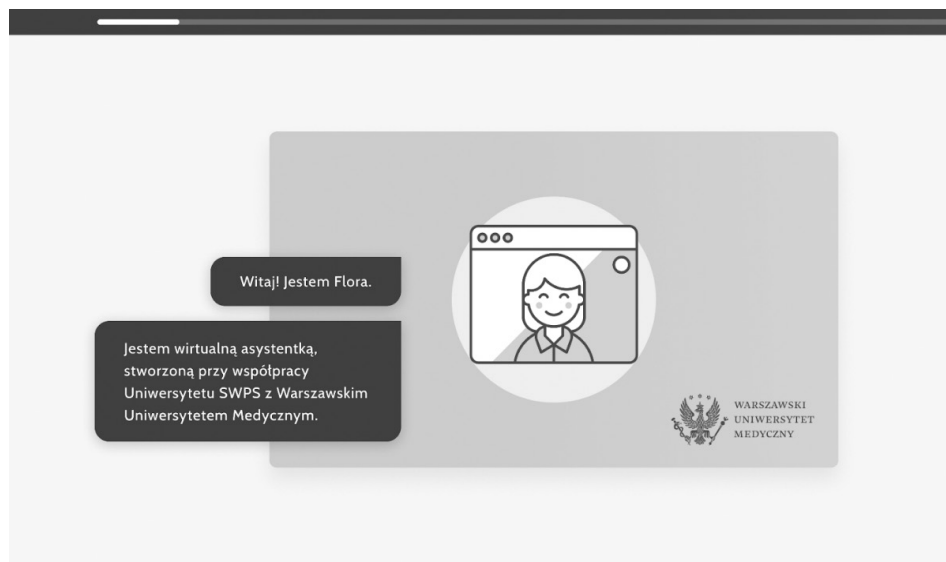 Witaj! Jestem Flora.
Jestem wirtualną asystentką,
stworzoną przy współpracy
Uniwersytetu SWPS z Warszawskim
Uniwersytetem Medycznym.
WARSZAWSKI
UNIWERSYTET
MEDYCZNY